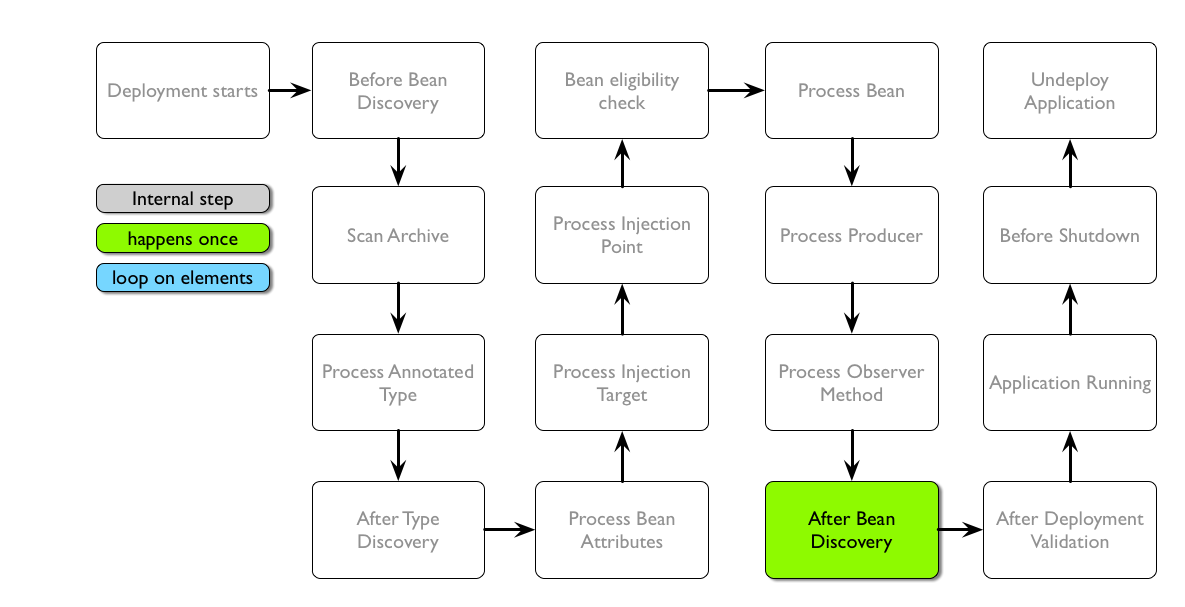 Deployment starts
Before Bean
Discovery
Bean eligibility
check
Process Bean
Undeploy
Application
Internal step
happens once
loop on elements
Scan Archive
Process Injection
Point
Process Producer
Before Shutdown
Process Annotated
Type
Process Injection
Target
Process Observer
Method
Application Running
After Type
Discovery
Process Bean
Attributes
After Bean
Discovery
After Deployment
Validation